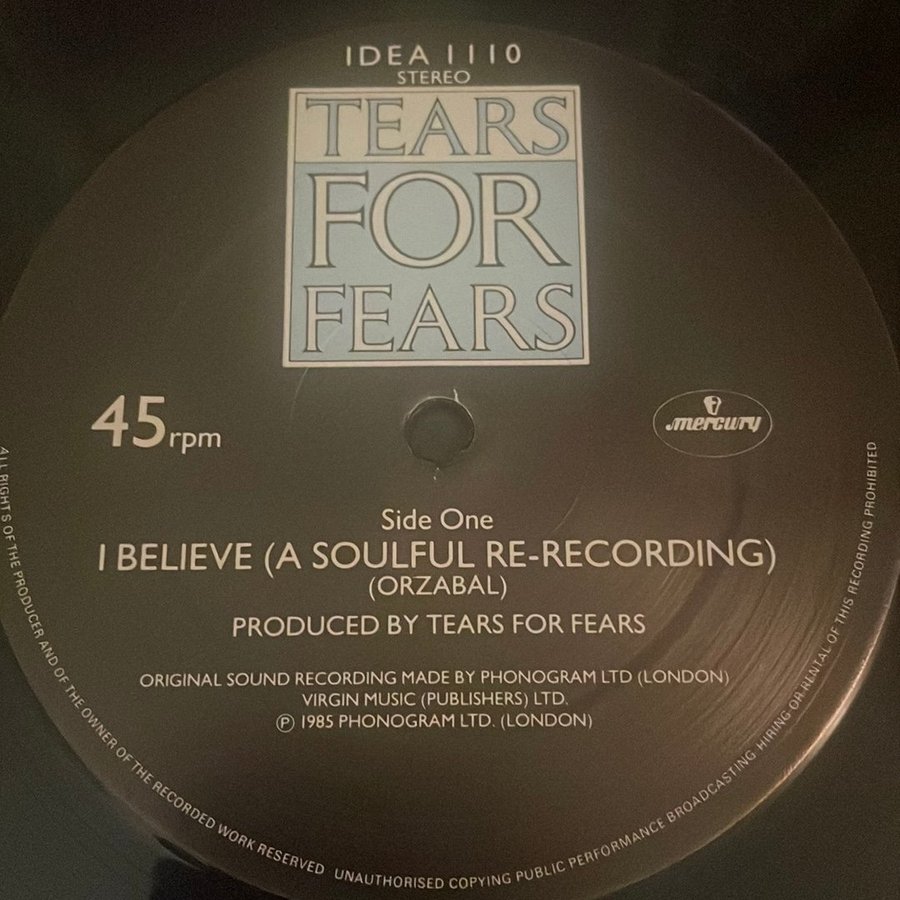 IDEA 1110
STEREO
TEARS
FOR
FEARS
45rpm
mercury
Side One
I BELIEVE (A SOULFUL RE-RECORDING)
(ORZABAL)
PRODUCED BY TEARS FOR FEARS
ORIGINAL SOUND RECORDING MADE BY PHONOGRAM LTD (LONDON)
VIRGIN MUSIC (PUBLISHERS) LTD.
℗ 1985 PHONOGRAM LTD. (LONDON)
ALL RIGHTS OF THE PRODUCER AND OF THE OWNER OF THE RECORDED WORK RESERVED UNAUTHORISED COPYING PUBLIC PERFORMANCE BROADCASTING HIRING OR RENTAL OF THIS RECORDING PROHIBITED